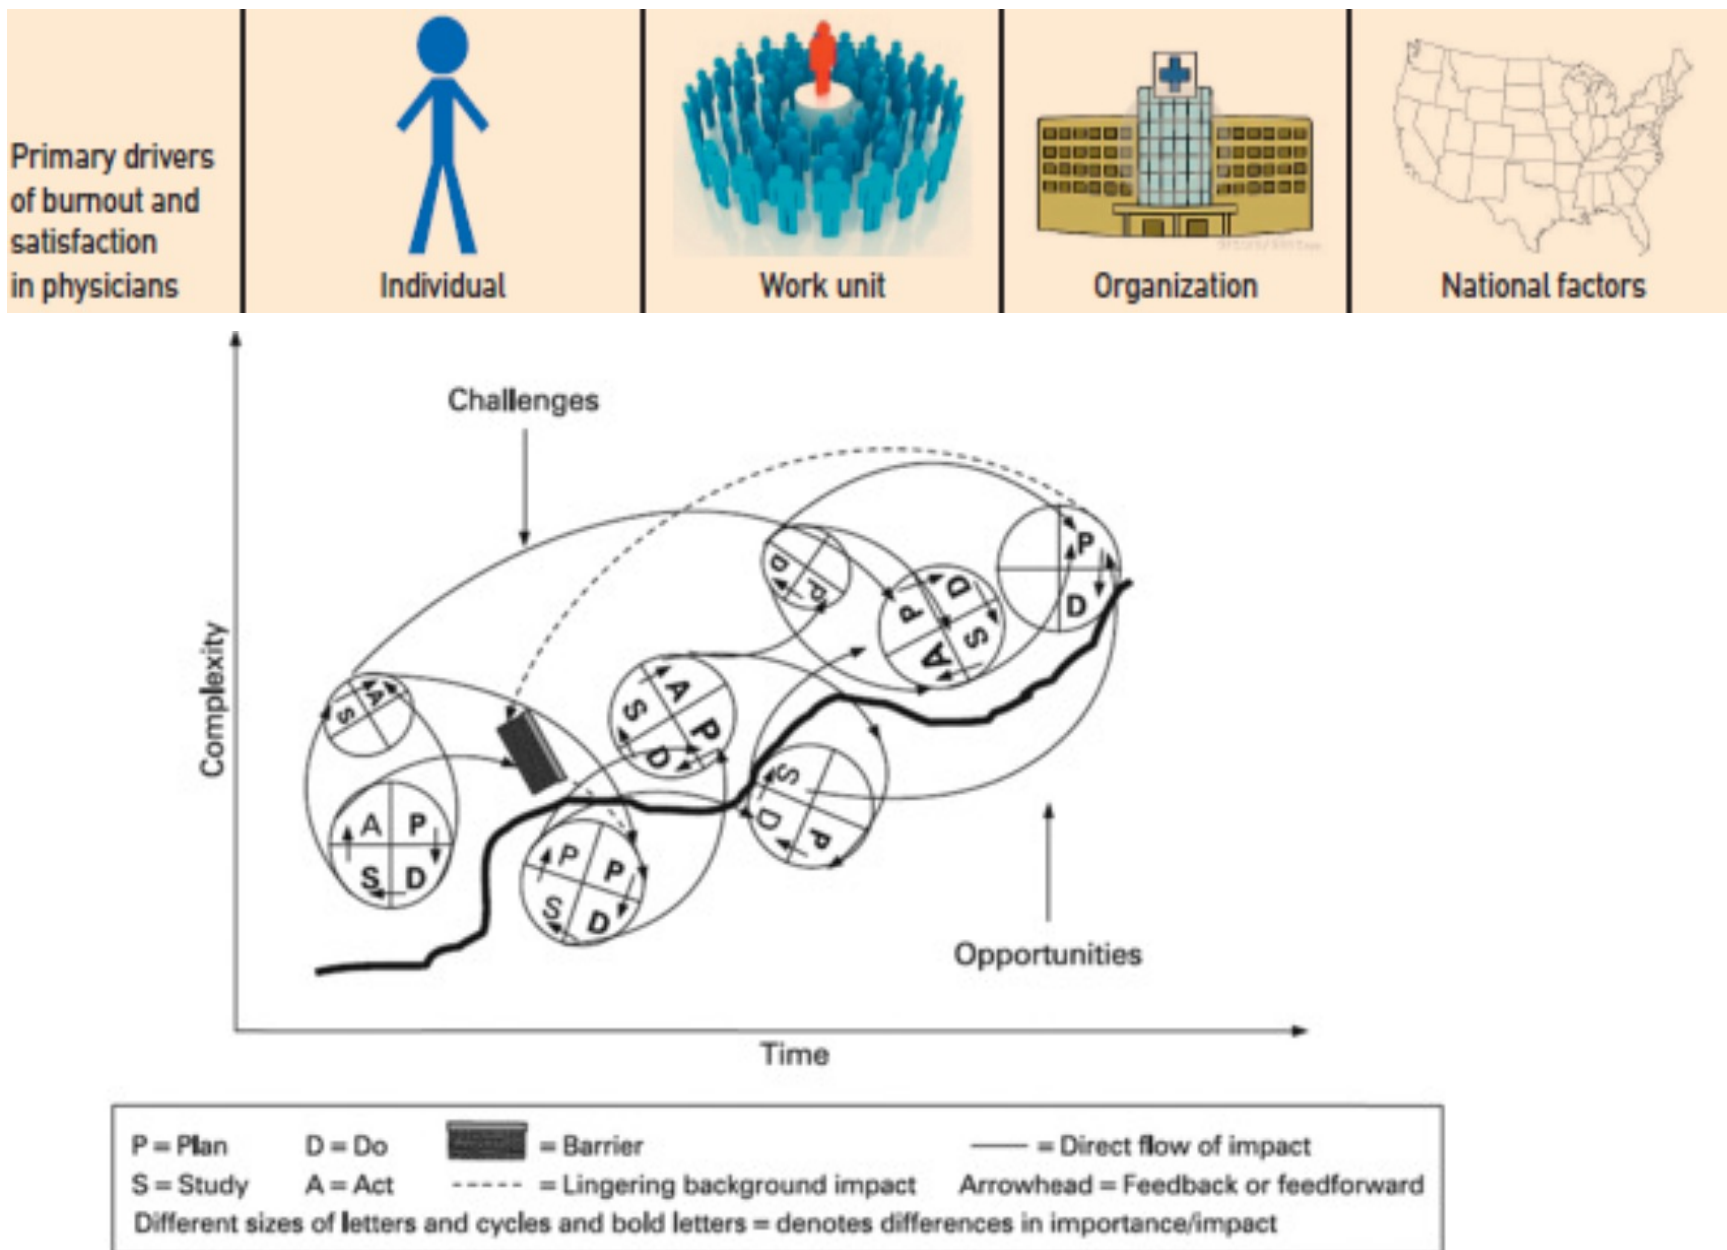 Primary drivers
of burnout and
satisfaction
in physicians
Individual
Work unit
Organization
National factors
Challenges
Complexity
D
P
P
D
S
A
P
D
S
A
S
A
P
D
S
D
P
A
P
S
D
P
P
S
D
Opportunities
Time
P = Plan D = Do = Barrier = Direct flow of impact
S = Study A = Act = Lingering background impact Arrowhead = Feedback or feedforward
Different sizes of letters and cycles and bold letters = denotes differences in importance/impact